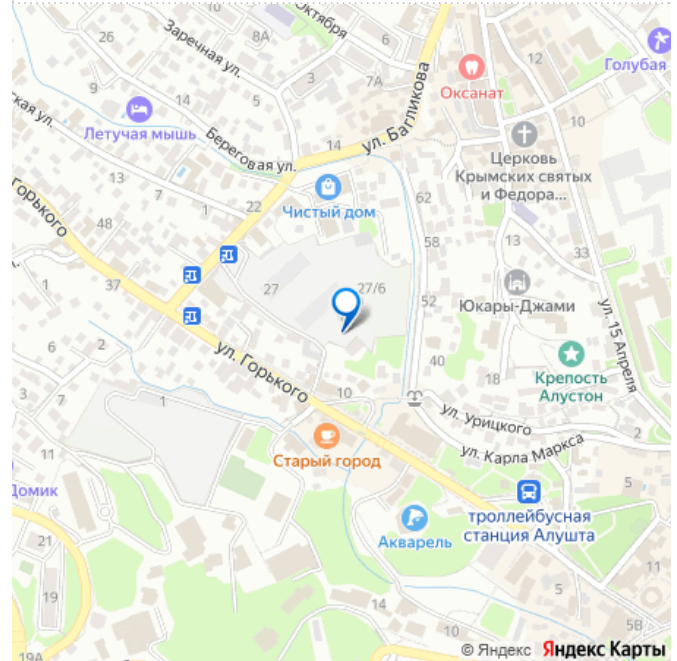 Октября
Заречная ул.
8А
6
26
12
Голубая
3
7А
Оксанат
9
14
5
10
Летучая мышь
ул. Багликова
14
Береговая ул.
Церковь
Крымских святых
и Федора...
ская ул.
13
62
22
Чистый дом
7
1
Горького
58
13
48
33
37
27
27/6
52
Юкары-Джами
1
ул. 15 Апреля
ул. Горького
6
2
40
18
Крепость
Алустон
3
10
7
1
ул. Урицкого
2
ул. Карла Маркса
11
Старый город
5
Домик
троллейбусная
станция Алушта
Акварель
21
11
5
19
14
5В
10
19А
© Яндекс Яндекс Карты